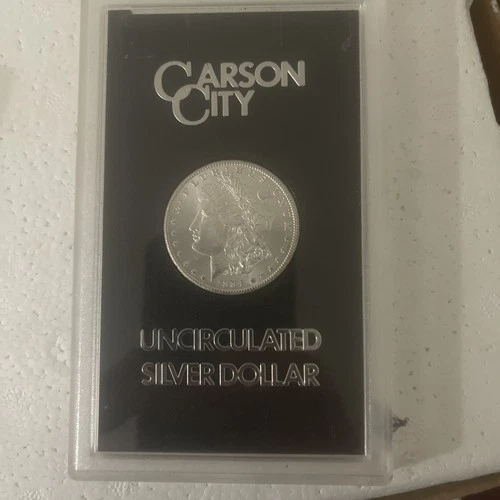 CARSON
CITY
UNCIRCULATED
SILVER DOLLAR